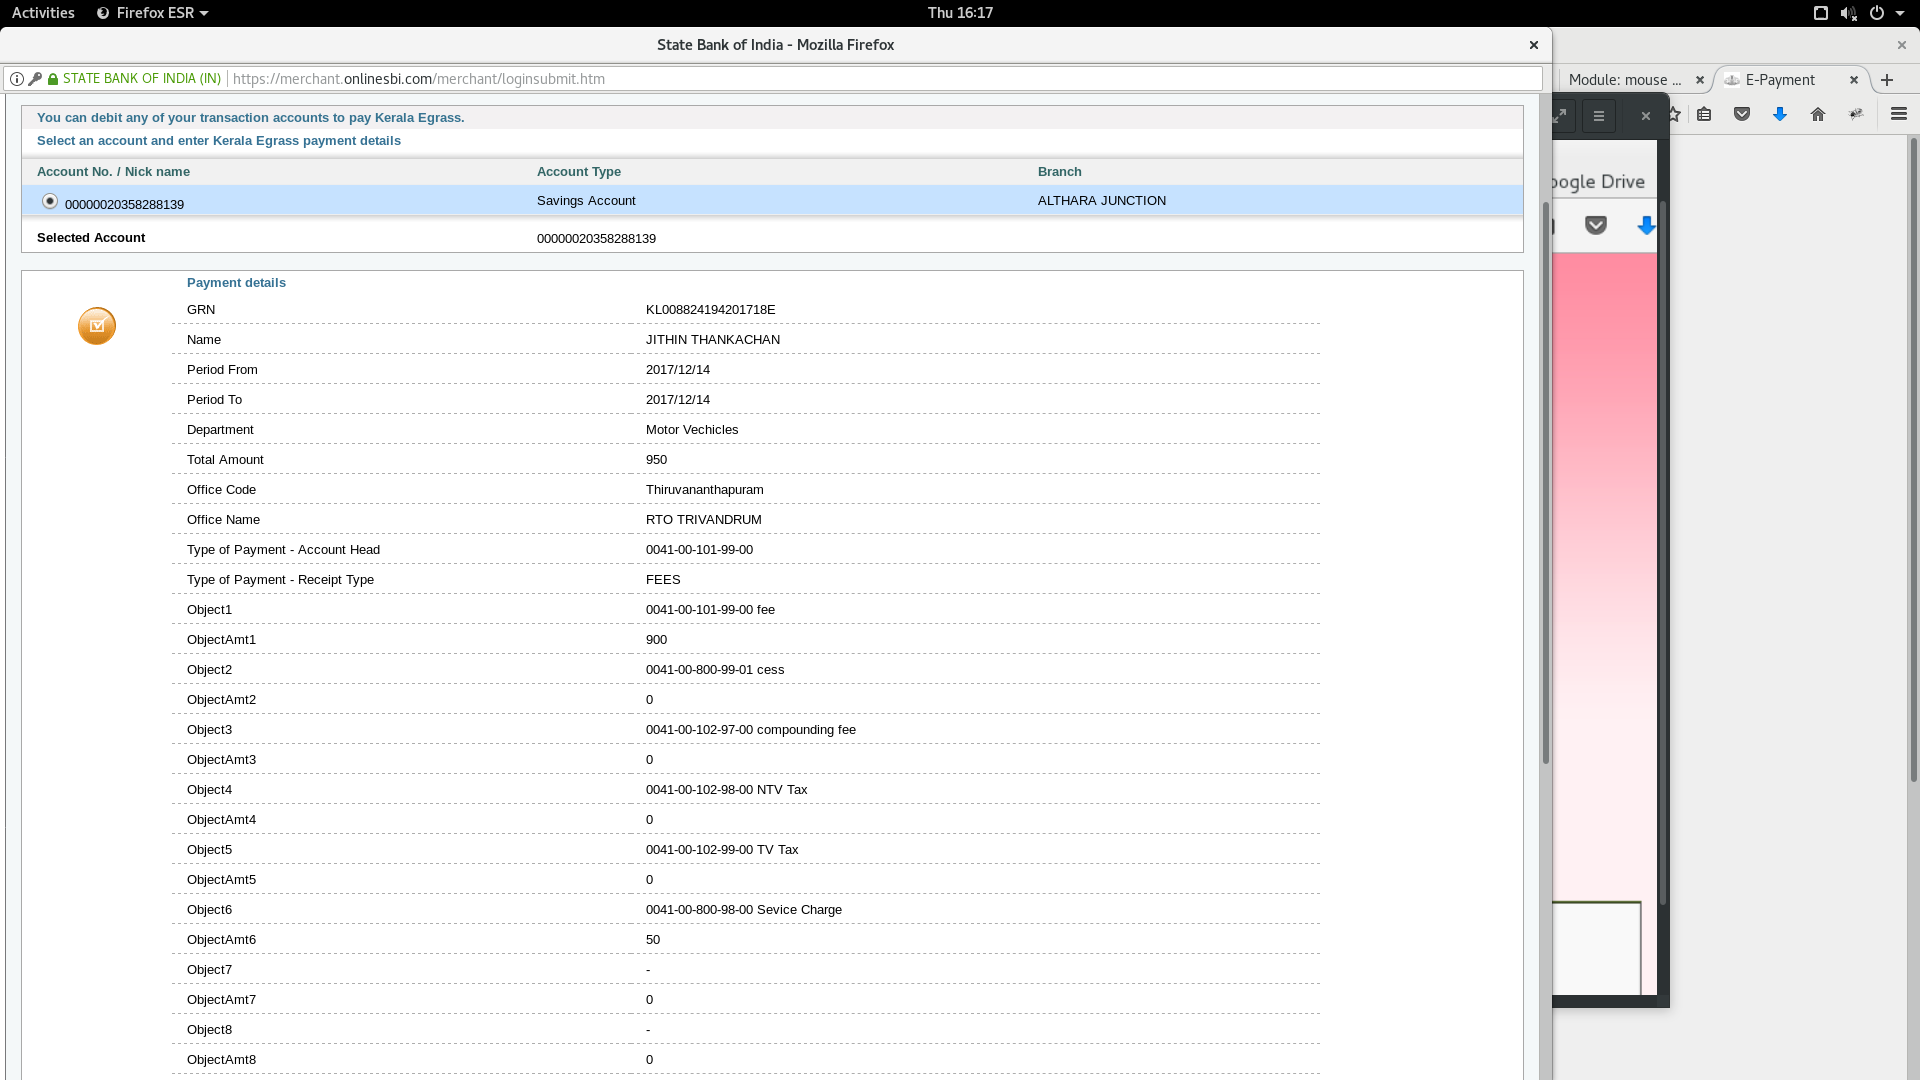 Activities Firefox ESR Thu 16:17
State Bank of India - Mozilla Firefox
STATE BANK OF INDIA (IN) https://merchant.onlinesbi.com/merchant/loginsubmit.htm
Module: mouse ... E-Payment
You can debit any of your transaction accounts to pay Kerala Egrass.
Select an account and enter Kerala Egrass payment details
Account No. / Nick name Account Type Branch
00000020358288139 Savings Account ALTHARA JUNCTION
Selected Account 00000020358288139
oogle Drive
Payment details
GRN KL008824194201718E
Name JITHIN THANKACHAN
Period From 2017/12/14
Period To 2017/12/14
Department Motor Vechicles
Total Amount 950
Office Code Thiruvananthapuram
Office Name RTO TRIVANDRUM
Type of Payment - Account Head 0041-00-101-99-00
Type of Payment - Receipt Type FEES
Object1 0041-00-101-99-00 fee
ObjectAmt1 900
Object2 0041-00-800-99-01 cess
ObjectAmt2 0
Object3 0041-00-102-97-00 compounding fee
ObjectAmt3 0
Object4 0041-00-102-98-00 NTV Tax
ObjectAmt4 0
Object5 0041-00-102-99-00 TV Tax
ObjectAmt5 0
Object6 0041-00-800-98-00 Sevice Charge
ObjectAmt6 50
Object7 -
ObjectAmt7 0
Object8 -
ObjectAmt8 0